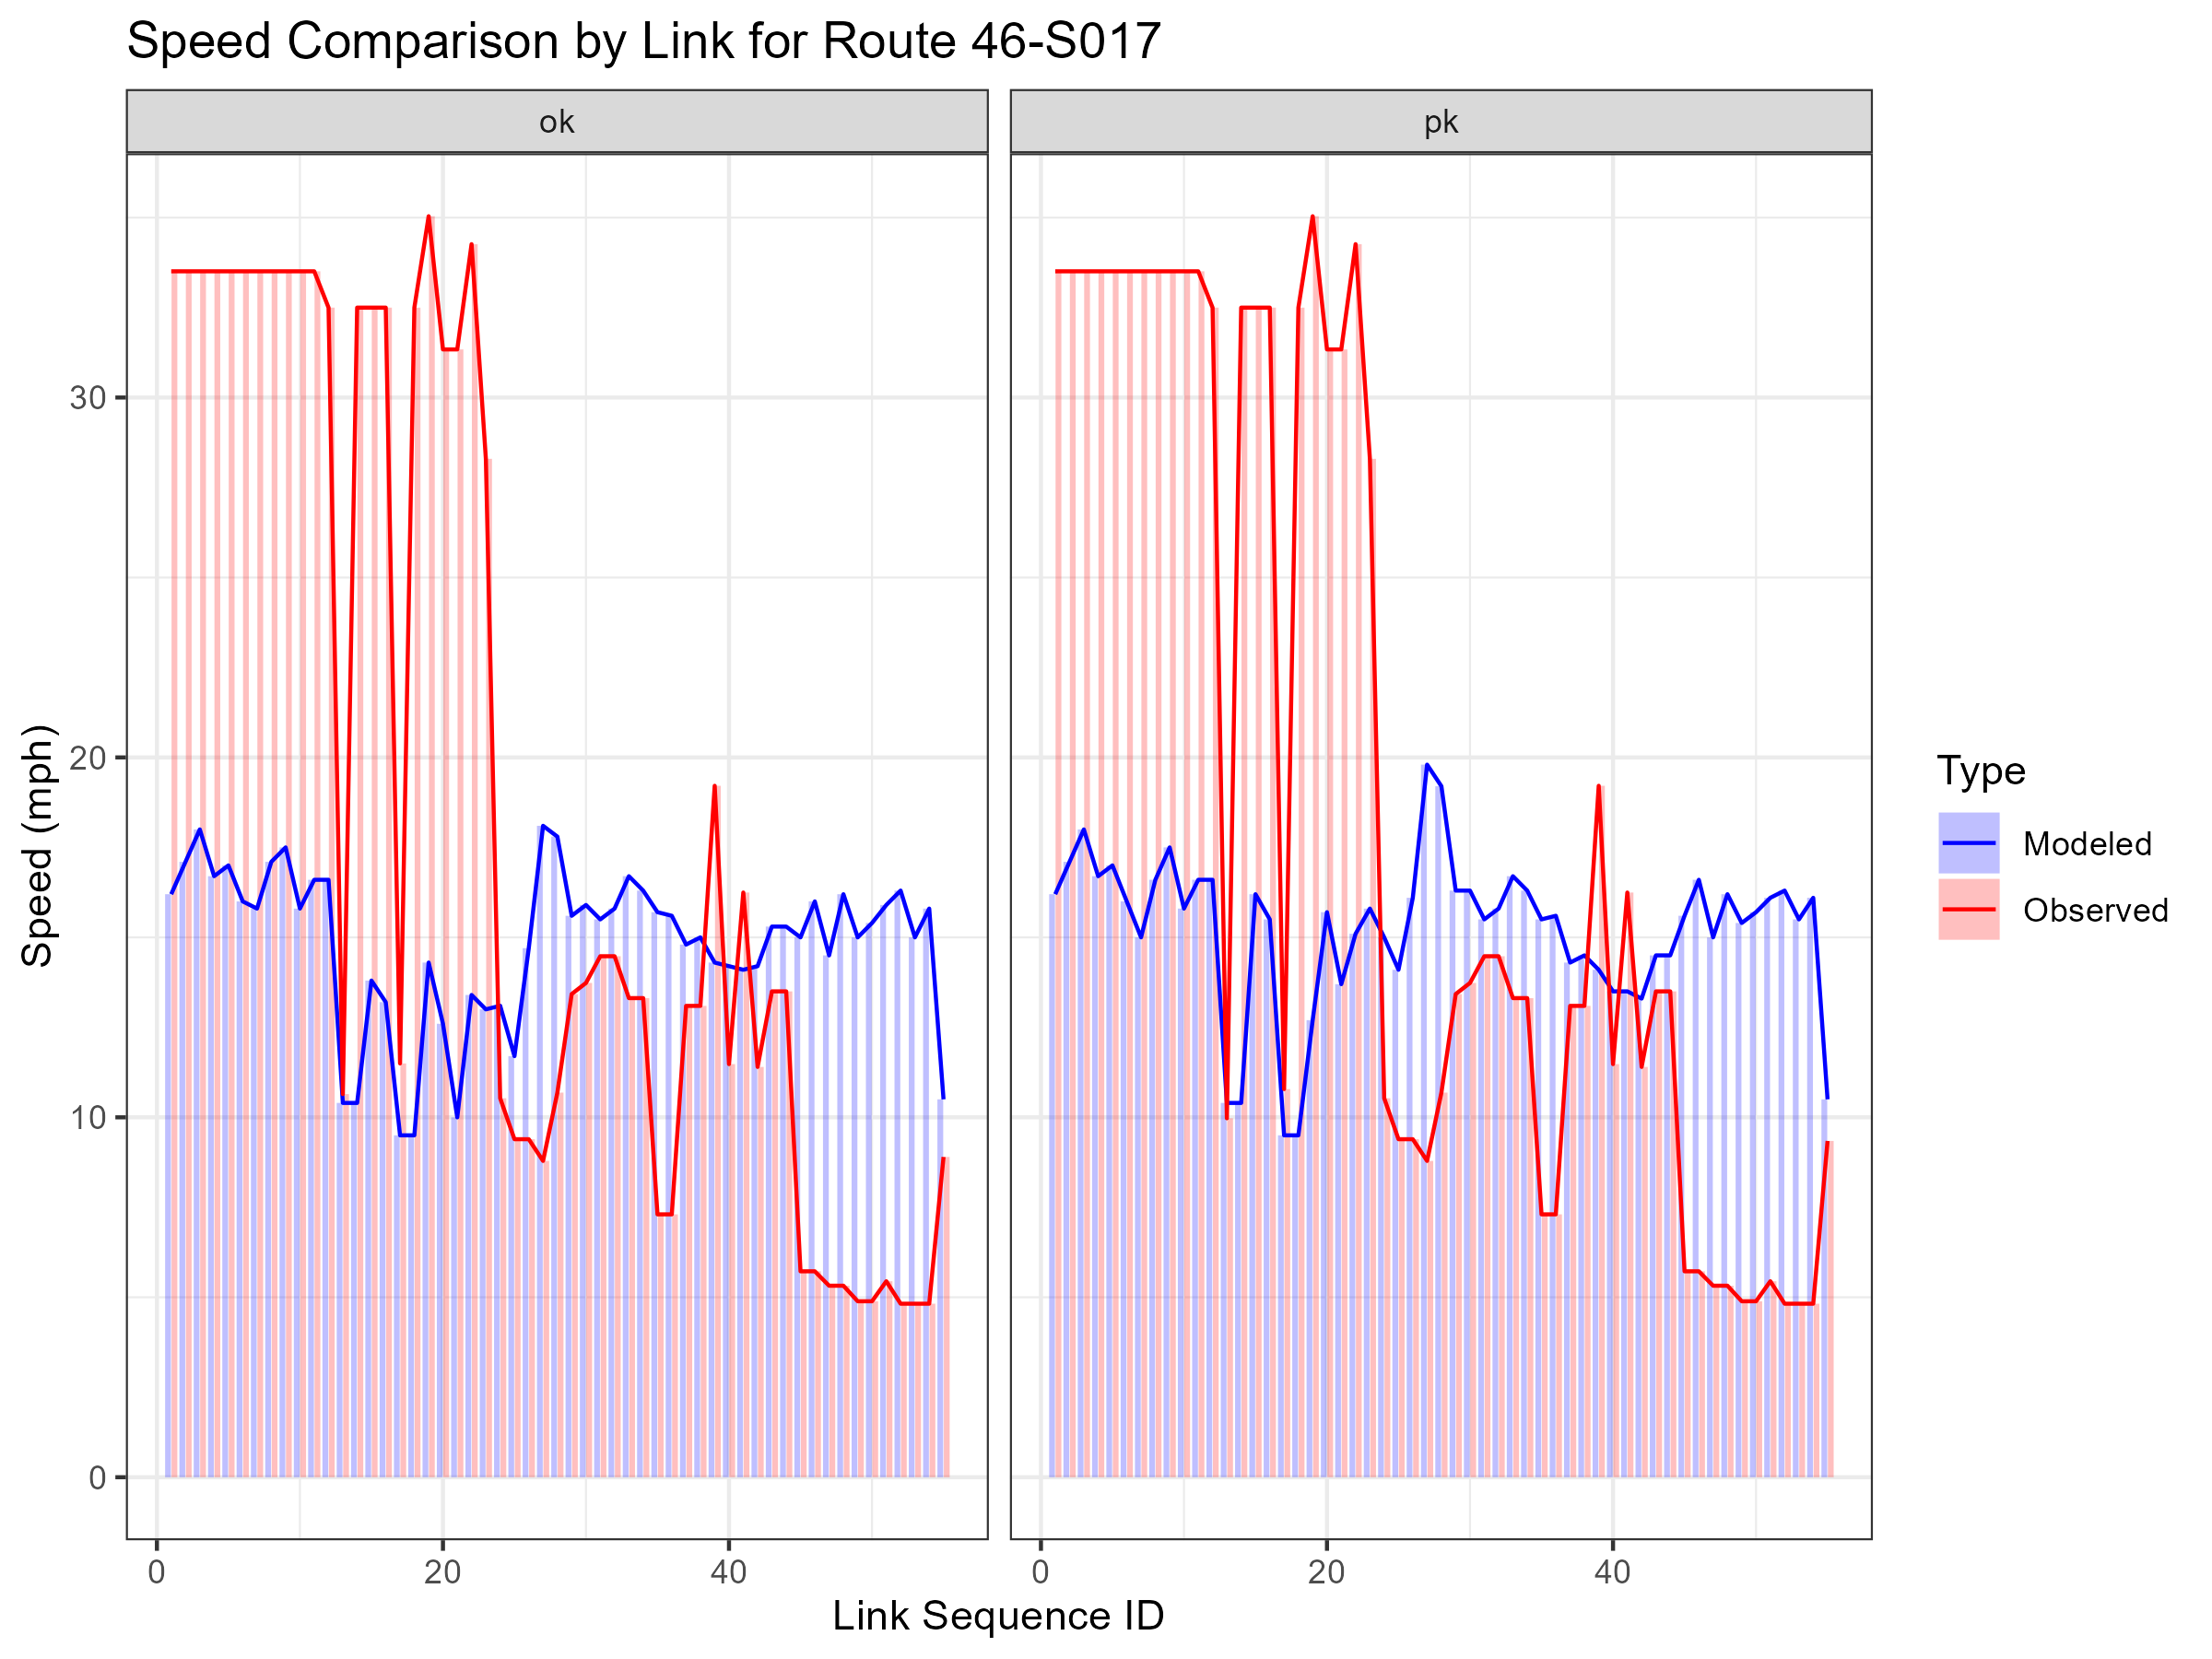 Speed Comparison by Link for Route 46-S017
ok
pk
30
20
10
0
Speed (mph)
0
20
40
0
20
40
Link Sequence ID
Type
Modeled
Observed